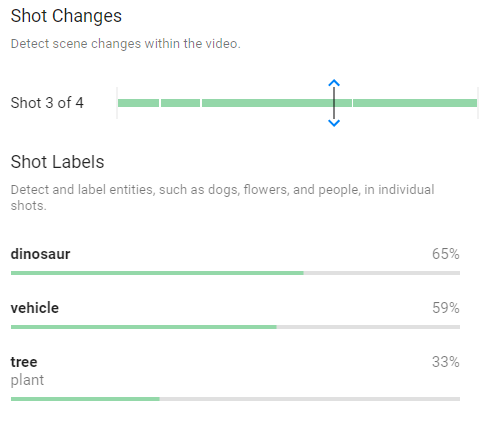 Shot Changes
Detect scene changes within the video.
Shot 3 of 4
Shot Labels
Detect and label entities, such as dogs, flowers, and people, in individual
shots.
dinosaur 65%
vehicle 59%
tree 33%
plant